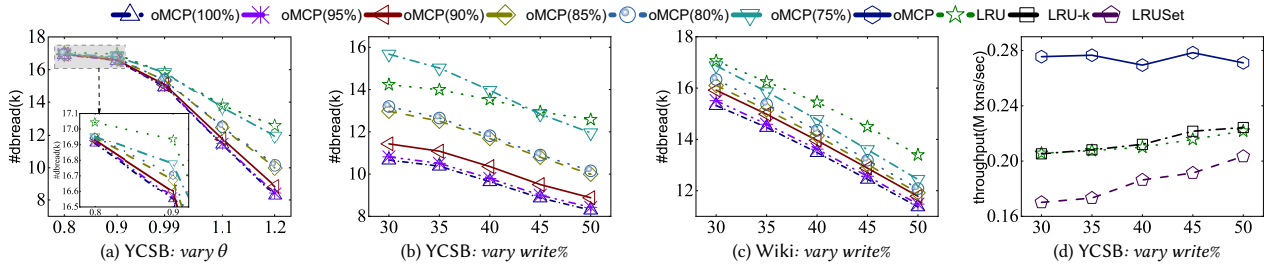 oMCP(100%) oMCP(95%) oMCP(90%) oMCP(85%) oMCP(80%) oMCP(75%) oMCP LRU LRU-k LRUSet
#dbread(k)
18
16
14
12
10
8
0.8 0.9 0.99 1.1 1.2
#dbread(k)
17.1
17.0
16.9
16.8
16.7
16.6
16.5
0.8 0.9
(a) YCSB: vary θ
#dbread(k)
16
14
12
10
8
30 35 40 45 50
(b) YCSB: vary write%
#dbread(k)
18
16
14
12
30 35 40 45 50
(c) Wiki: vary write%
throughput(M txns/sec)
0.28
0.24
0.20
0.16
30 35 40 45 50
(d) YCSB: vary write%